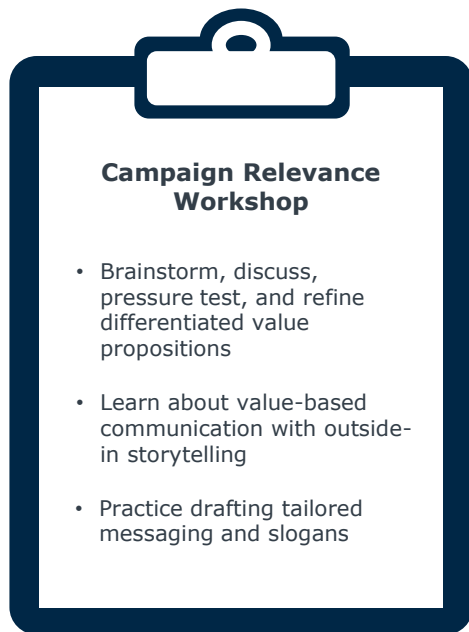 Campaign Relevance
Workshop
• Brainstorm, discuss,
pressure test, and refine
differentiated value
propositions
• Learn about value-based
communication with outside-
in storytelling
• Practice drafting tailored
messaging and slogans